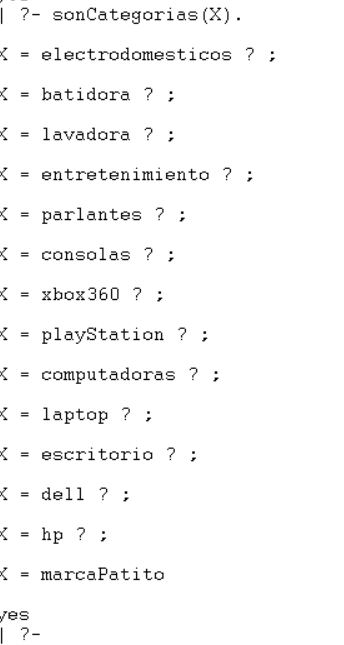 | ?- sonCategorias(X).
X = electrodomesticos ? ;
X = batidora ? ;
X = lavadora ? ;
X = entretenimiento ? ;
X = parlantes ? ;
X = consolas ? ;
X = xbox360 ? ;
X = playStation ? ;
X = computadoras ? ;
X = laptop ? ;
X = escritorio ? ;
X = dell ? ;
X = hp ? ;
X = marcaPatito
yes
| ?-